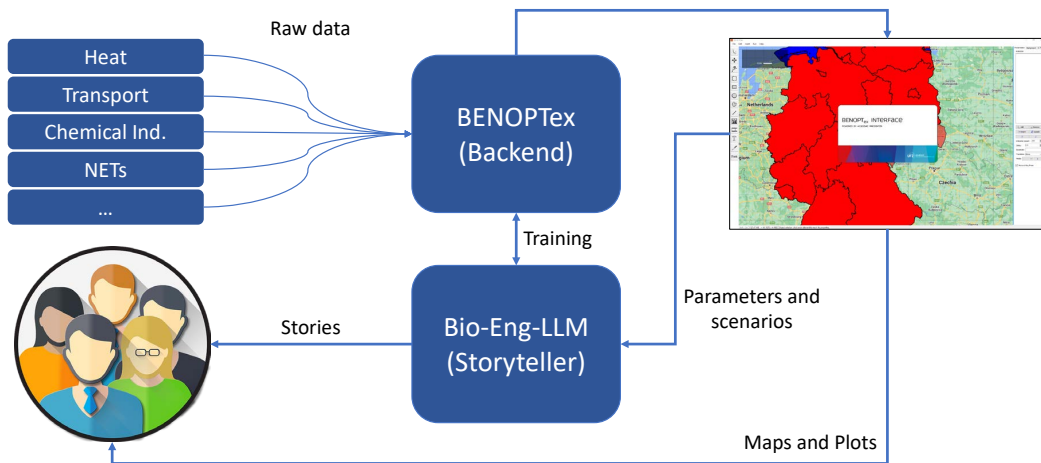 Raw data
Heat
Transport
Chemical Ind.
NETs
...
BENOPTex
(Backend)
Training
Bio-Eng-LLM
(Storyteller)
Stories
Parameters and
scenarios
Maps and Plots
Netherlands
BENOPTex INTERFACE
Czechia